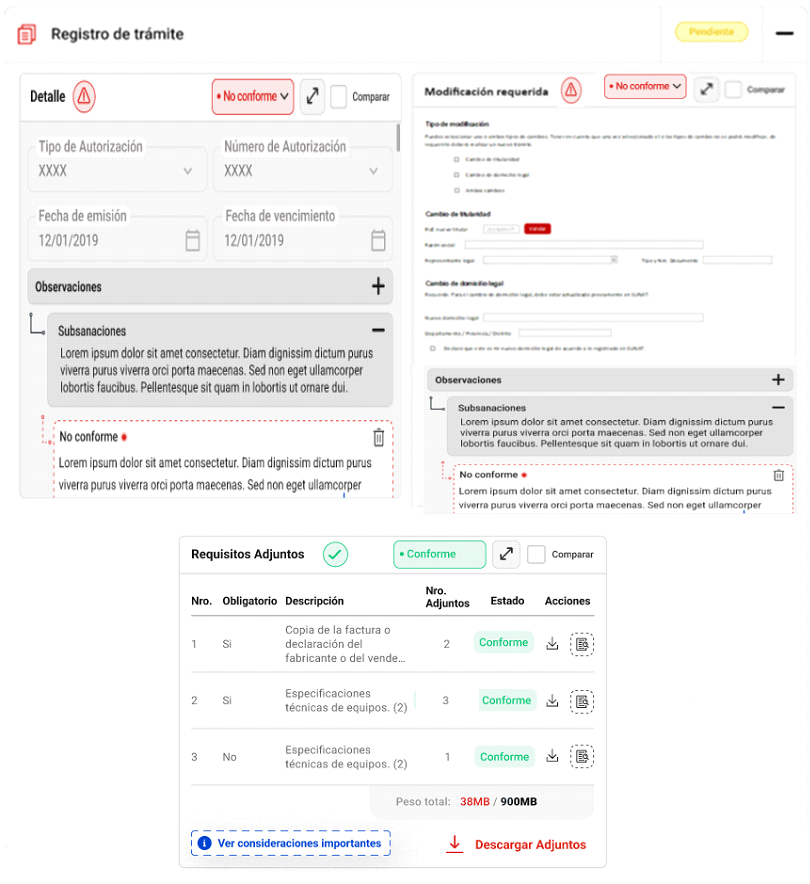 Registro de trámite
Pendiente
Detalle
No conforme
Comparar
Tipo de Autorización
XXXX
Número de Autorización
XXXX
Fecha de emisión
12/01/2019
Fecha de vencimiento
12/01/2019
Observaciones
Subsanaciones
Lorem ipsum dolor sit amet consectetur. Diam dignissim dictum purus
viverra purus viverra orci porta maecenas. Sed non eget ullamcorper
lobortis faucibus. Pellentesque sit quam in lobortis ut ornare dui.
No conforme
Lorem ipsum dolor sit amet consectetur. Diam dignissim dictum purus
viverra purus viverra orci porta maecenas. Sed non eget ullamcorper
Modificación requerida
No conforme
Comparar
Tipo de modificación
Cambio de titularidad
Cambio de domicilio legal
Ambos cambios
Cambio de titularidad
RUC nuevo titular
Validar
Razón social
Representante legal
Tipo y Nro. Documento
Cambio de domicilio legal
Recuerde: Para el cambio de domicilio legal, debe estar actualizado previamente en SUNAT.
Nuevo domicilio legal
Departamento / Provincia / Distrito
Declaro que este es mi nuevo domicilio legal de acuerdo a lo registrado en SUNAT.
Observaciones
Subsanaciones
Lorem ipsum dolor sit amet consectetur. Diam dignissim dictum purus
viverra purus viverra orci porta maecenas. Sed non eget ullamcorper
lobortis faucibus. Pellentesque sit quam in lobortis ut ornare dui.
No conforme
Lorem ipsum dolor sit amet consectetur. Diam dignissim dictum purus
viverra purus viverra orci porta maecenas. Sed non eget ullamcorper
Requisitos Adjuntos
Conforme
Comparar
Nro. Obligatorio Descripción Nro. Adjuntos Estado Acciones
1 Si Copia de la factura o
declaración del
fabricante o del vende...
2 Conforme
2 Si Especificaciones
técnicas de equipos. (2)
3 Conforme
3 No Especificaciones
técnicas de equipos. (2)
1 Conforme
Peso total: 38MB / 900MB
Ver consideraciones importantes
Descargar Adjuntos